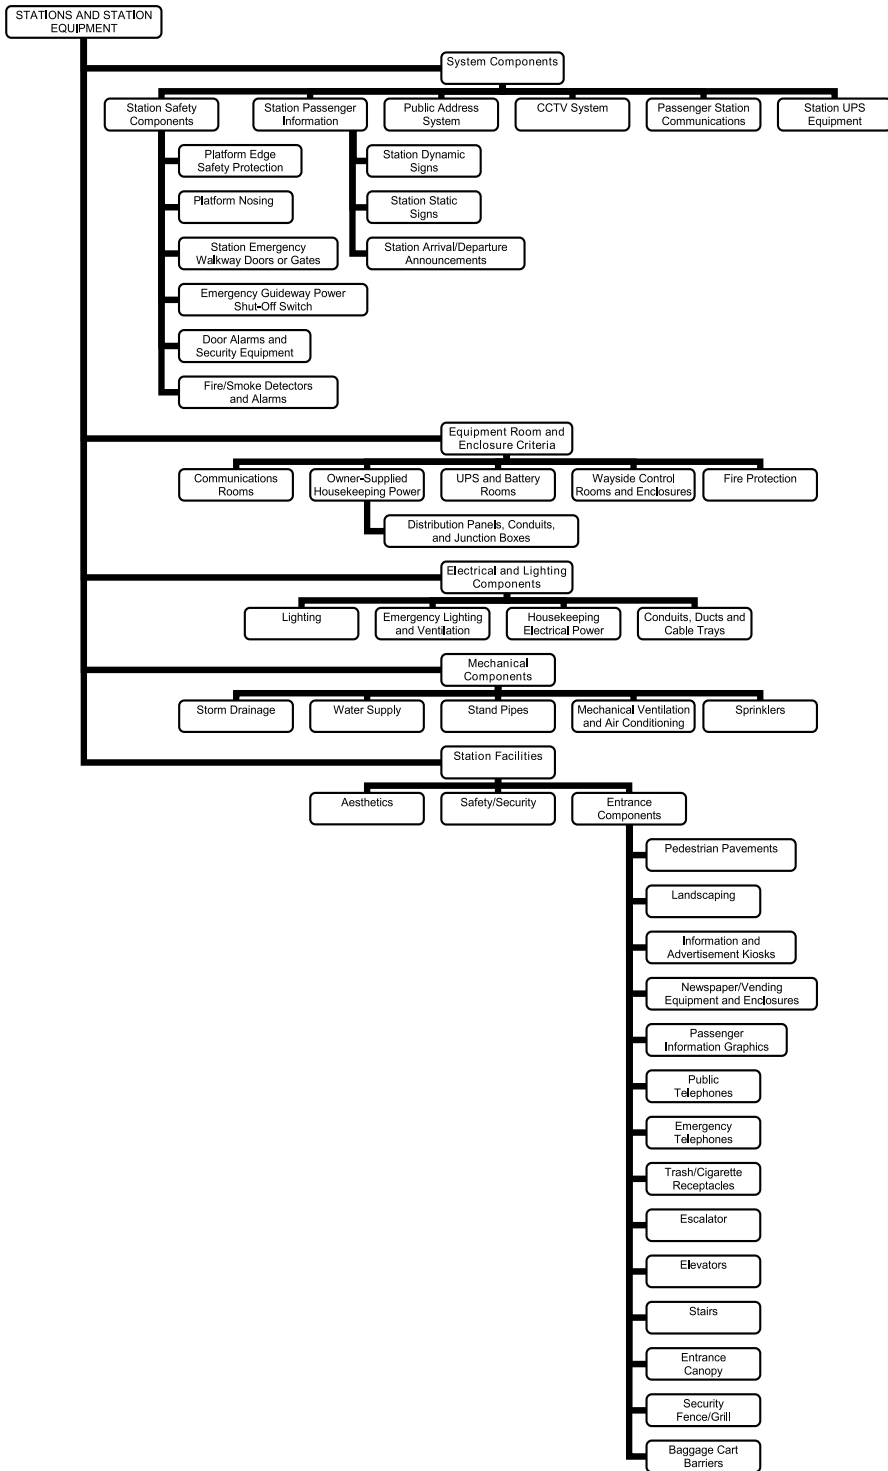 STATIONS AND STATION
EQUIPMENT
System Components
Station Safety
Components
Station Passenger
Information
Public Address
System
CCTV System
Passenger Station
Communications
Station UPS
Equipment
Platform Edge
Safety Protection
Station Dynamic
Signs
Platform Nosing
Station Static
Signs
Station Emergency
Walkway Doors or Gates
Station Arrival/Departure
Announcements
Emergency Guideway Power
Shut-Off Switch
Door Alarms and
Security Equipment
Fire/Smoke Detectors
and Alarms
Equipment Room and
Enclosure Criteria
Communications
Rooms
Owner-Supplied
Housekeeping Power
UPS and Battery
Rooms
Wayside Control
Rooms and Enclosures
Fire Protection
Distribution Panels, Conduits,
and Junction Boxes
Electrical and Lighting
Components
Lighting
Emergency Lighting
and Ventilation
Housekeeping
Electrical Power
Conduits, Ducts and
Cable Trays
Mechanical
Components
Storm Drainage
Water Supply
Stand Pipes
Mechanical Ventilation
and Air Conditioning
Sprinklers
Station Facilities
Aesthetics
Safety/Security
Entrance
Components
Pedestrian Pavements
Landscaping
Information and
Advertisement Kiosks
Newspaper/Vending
Equipment and Enclosures
Passenger
Information Graphics
Public
Telephones
Emergency
Telephones
Trash/Cigarette
Receptacles
Escalator
Elevators
Stairs
Entrance
Canopy
Security
Fence/Grill
Baggage Cart
Barriers